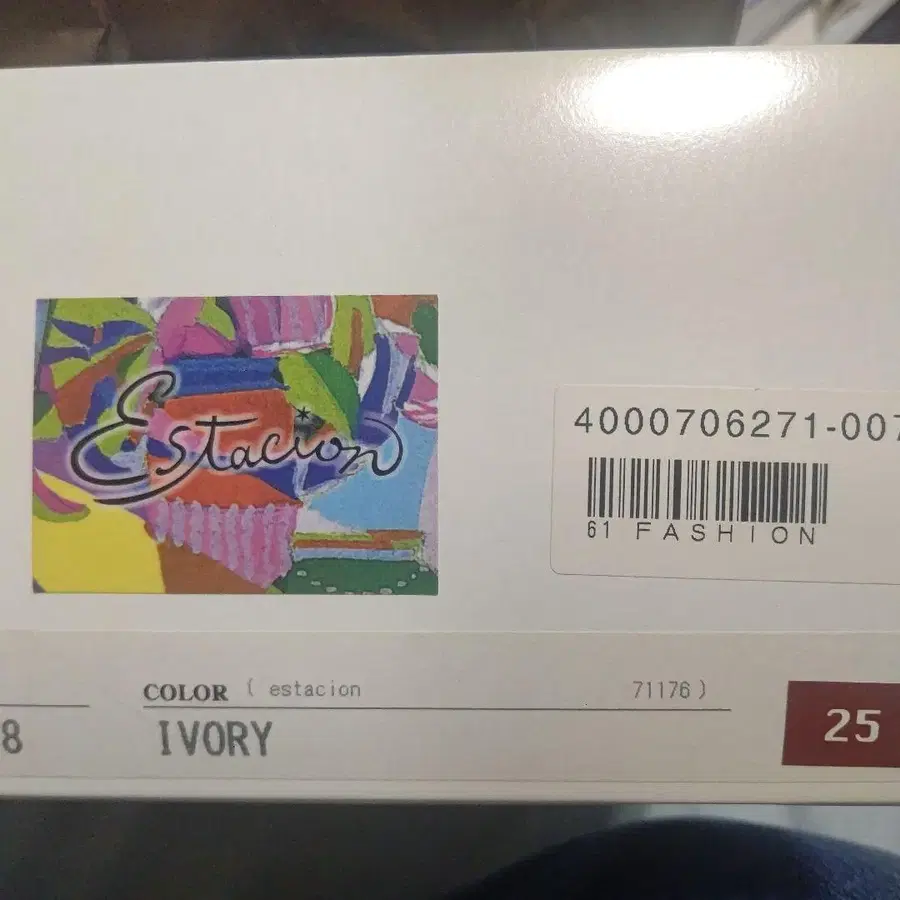 Estacion
4000706271-007
61 FASHION
COLOR ( estacion 71176 )
8 IVORY 25